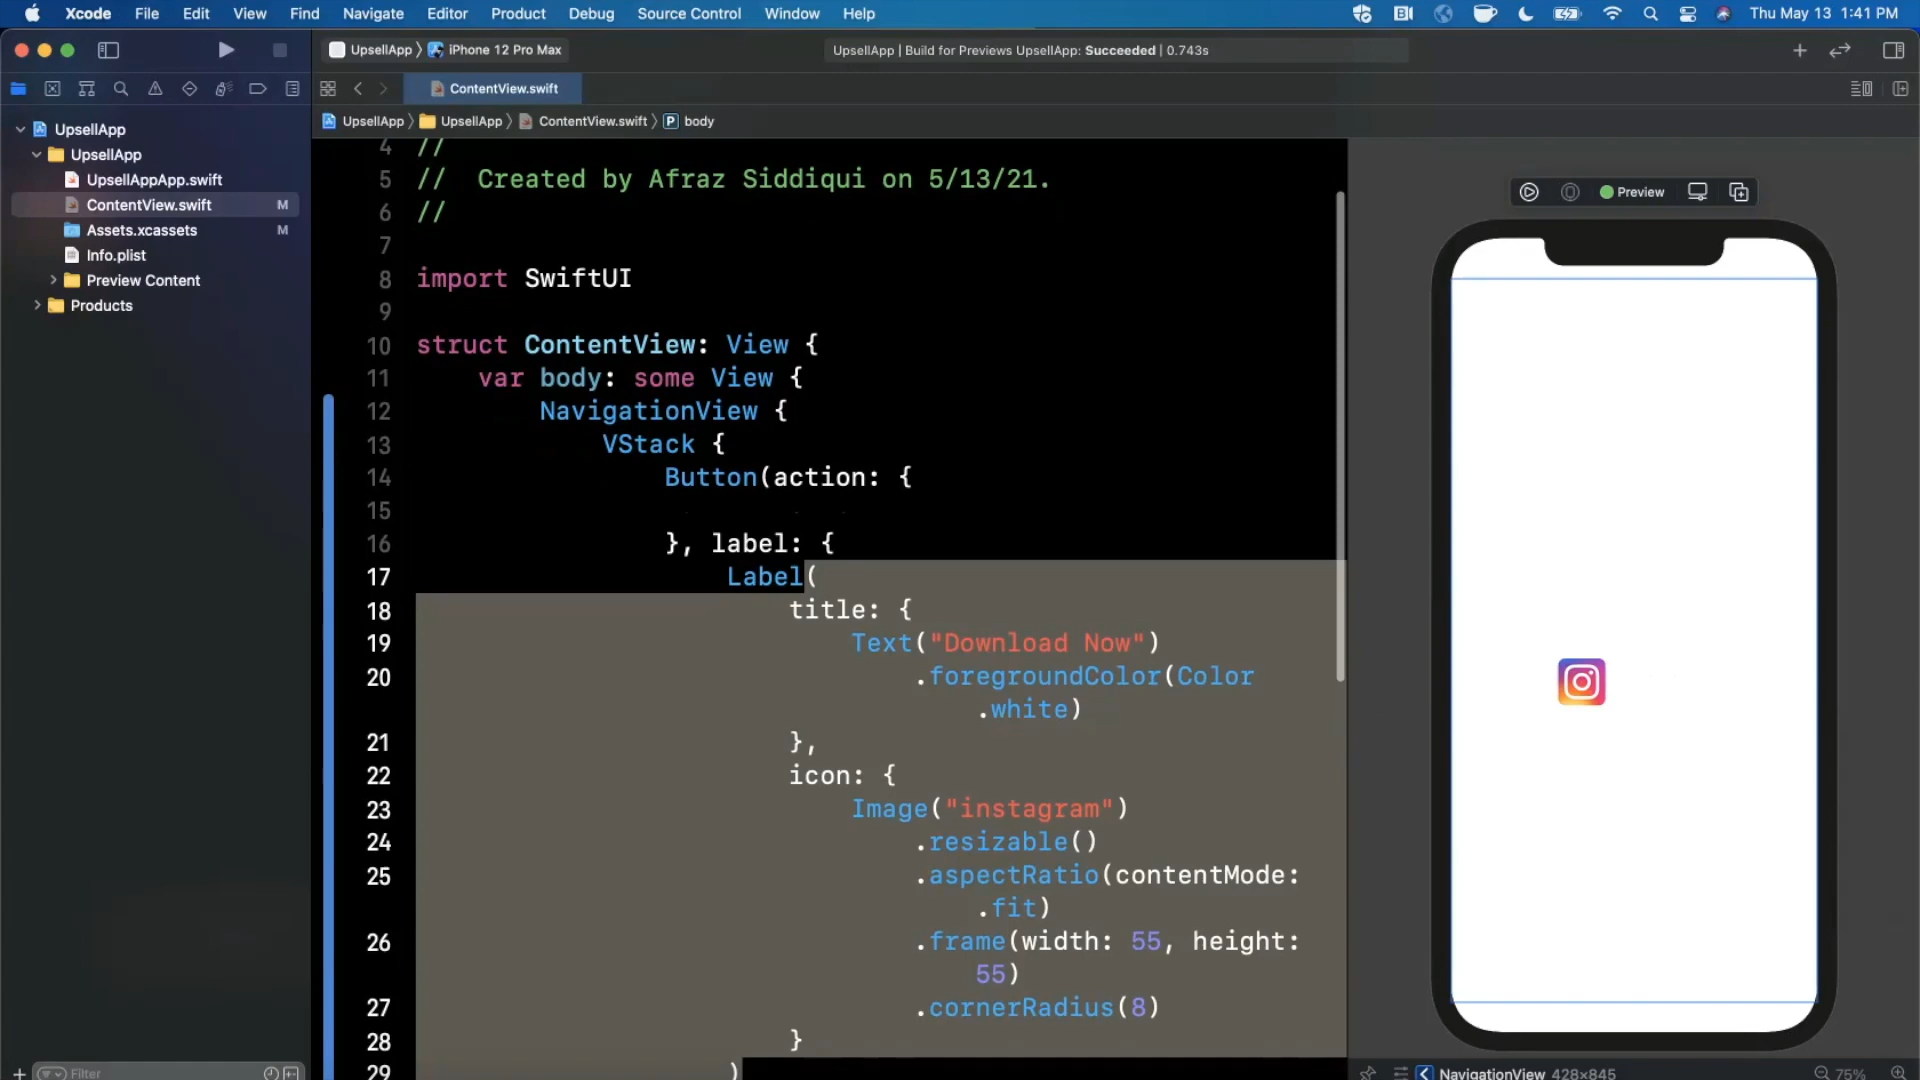 Xcode File Edit View Find Navigate Editor Product Debug Source Control Window Help Thu May 13 1:41 PM
UpsellApp iPhone 12 Pro Max UpsellApp | Build for Previews UpsellApp: Succeeded | 0.743s
ContentView.swift
UpsellApp UpsellApp ContentView.swift P body
UpsellApp
UpsellApp
UpsellAppApp.swift
ContentView.swift M
Assets.xcassets M
Info.plist
Preview Content
Products
Filter
4 //
5 //  Created by Afraz Siddiqui on 5/13/21.
6 //
7
8 import SwiftUI
9
10 struct ContentView: View {
11 var body: some View {
12 NavigationView {
13 VStack {
14 Button(action: {
15
16 }, label: {
17 Label(
18 title: {
19 Text("Download Now")
20 .foregroundColor(Color
.white)
21 },
22 icon: {
23 Image("instagram")
24 .resizable()
25 .aspectRatio(contentMode:
.fit)
26 .frame(width: 55, height:
55)
27 .cornerRadius(8)
28 }
29 )
Preview
NavigationView 428x845 75%